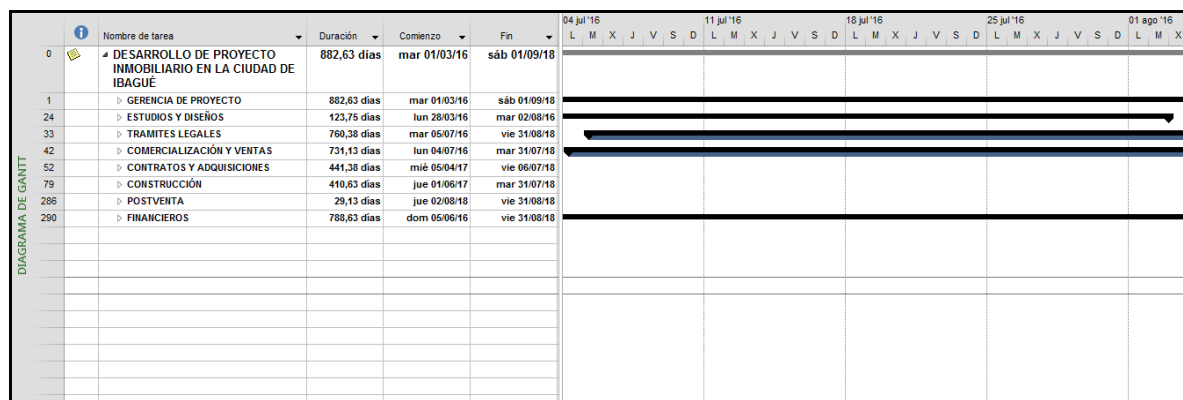 04 jul '16 11 jul '16 18 jul '16 25 jul '16 01 ago '16
Nombre de tarea Duración Comienzo Fin L M X J V S D L M X J V S D L M X J V S D L M X J V S D L M X
0 DESARROLLO DE PROYECTO INMOBILIARIO EN LA CIUDAD DE IBAGUÉ 882,63 días mar 01/03/16 sáb 01/09/18
1 GERENCIA DE PROYECTO 882,63 días mar 01/03/16 sáb 01/09/18
24 ESTUDIOS Y DISEÑOS 123,75 días lun 28/03/16 mar 02/08/16
33 TRAMITES LEGALES 760,38 días mar 05/07/16 vie 31/08/18
42 COMERCIALIZACIÓN Y VENTAS 731,13 días lun 04/07/16 mar 31/07/18
52 CONTRATOS Y ADQUISICIONES 441,38 días mié 05/04/17 vie 06/07/18
79 CONSTRUCCIÓN 410,63 días jue 01/06/17 mar 31/07/18
286 POSTVENTA 29,13 días jue 02/08/18 vie 31/08/18
290 FINANCIEROS 788,63 días dom 05/06/16 vie 31/08/18
DIAGRAMA DE GANTT